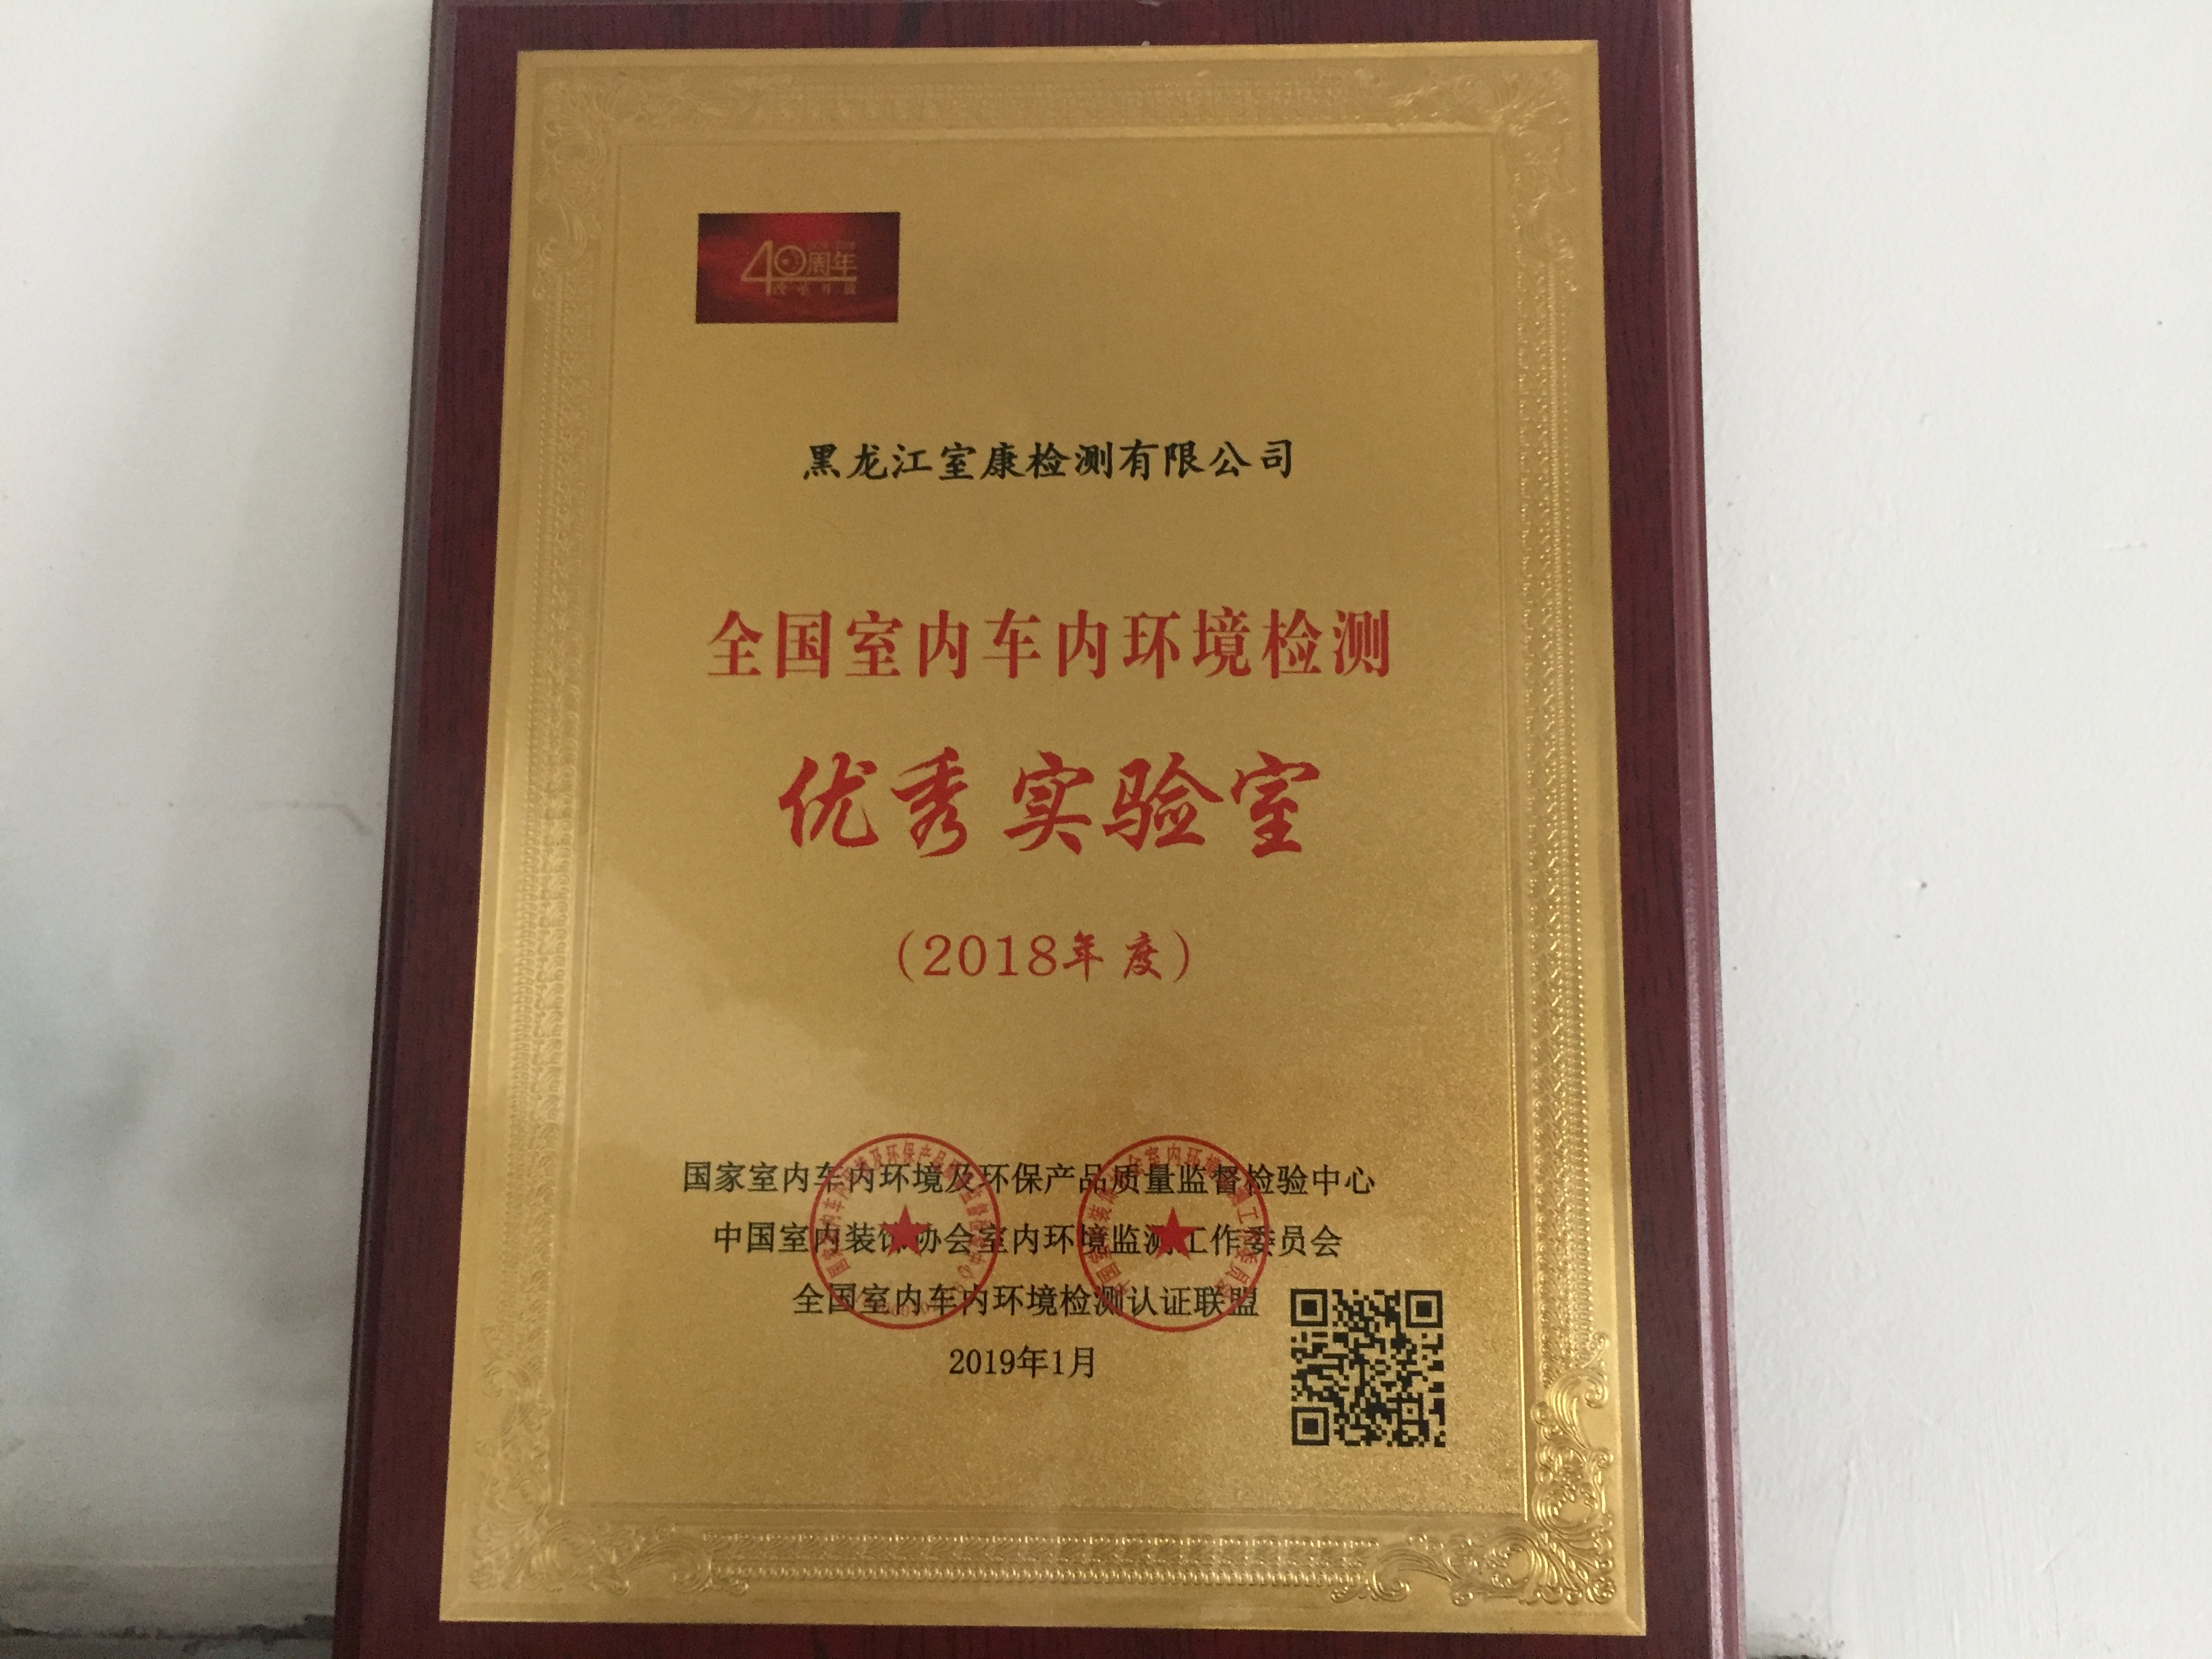 40周年
黑龙江室康检测有限公司
全国室内车内环境检测
优秀实验室
（2018年度）
国家室内车内环境及环保产品质量监督检验中心
中国室内装饰协会室内环境监测工作委员会
全国室内车内环境检测认证联盟
2019年1月